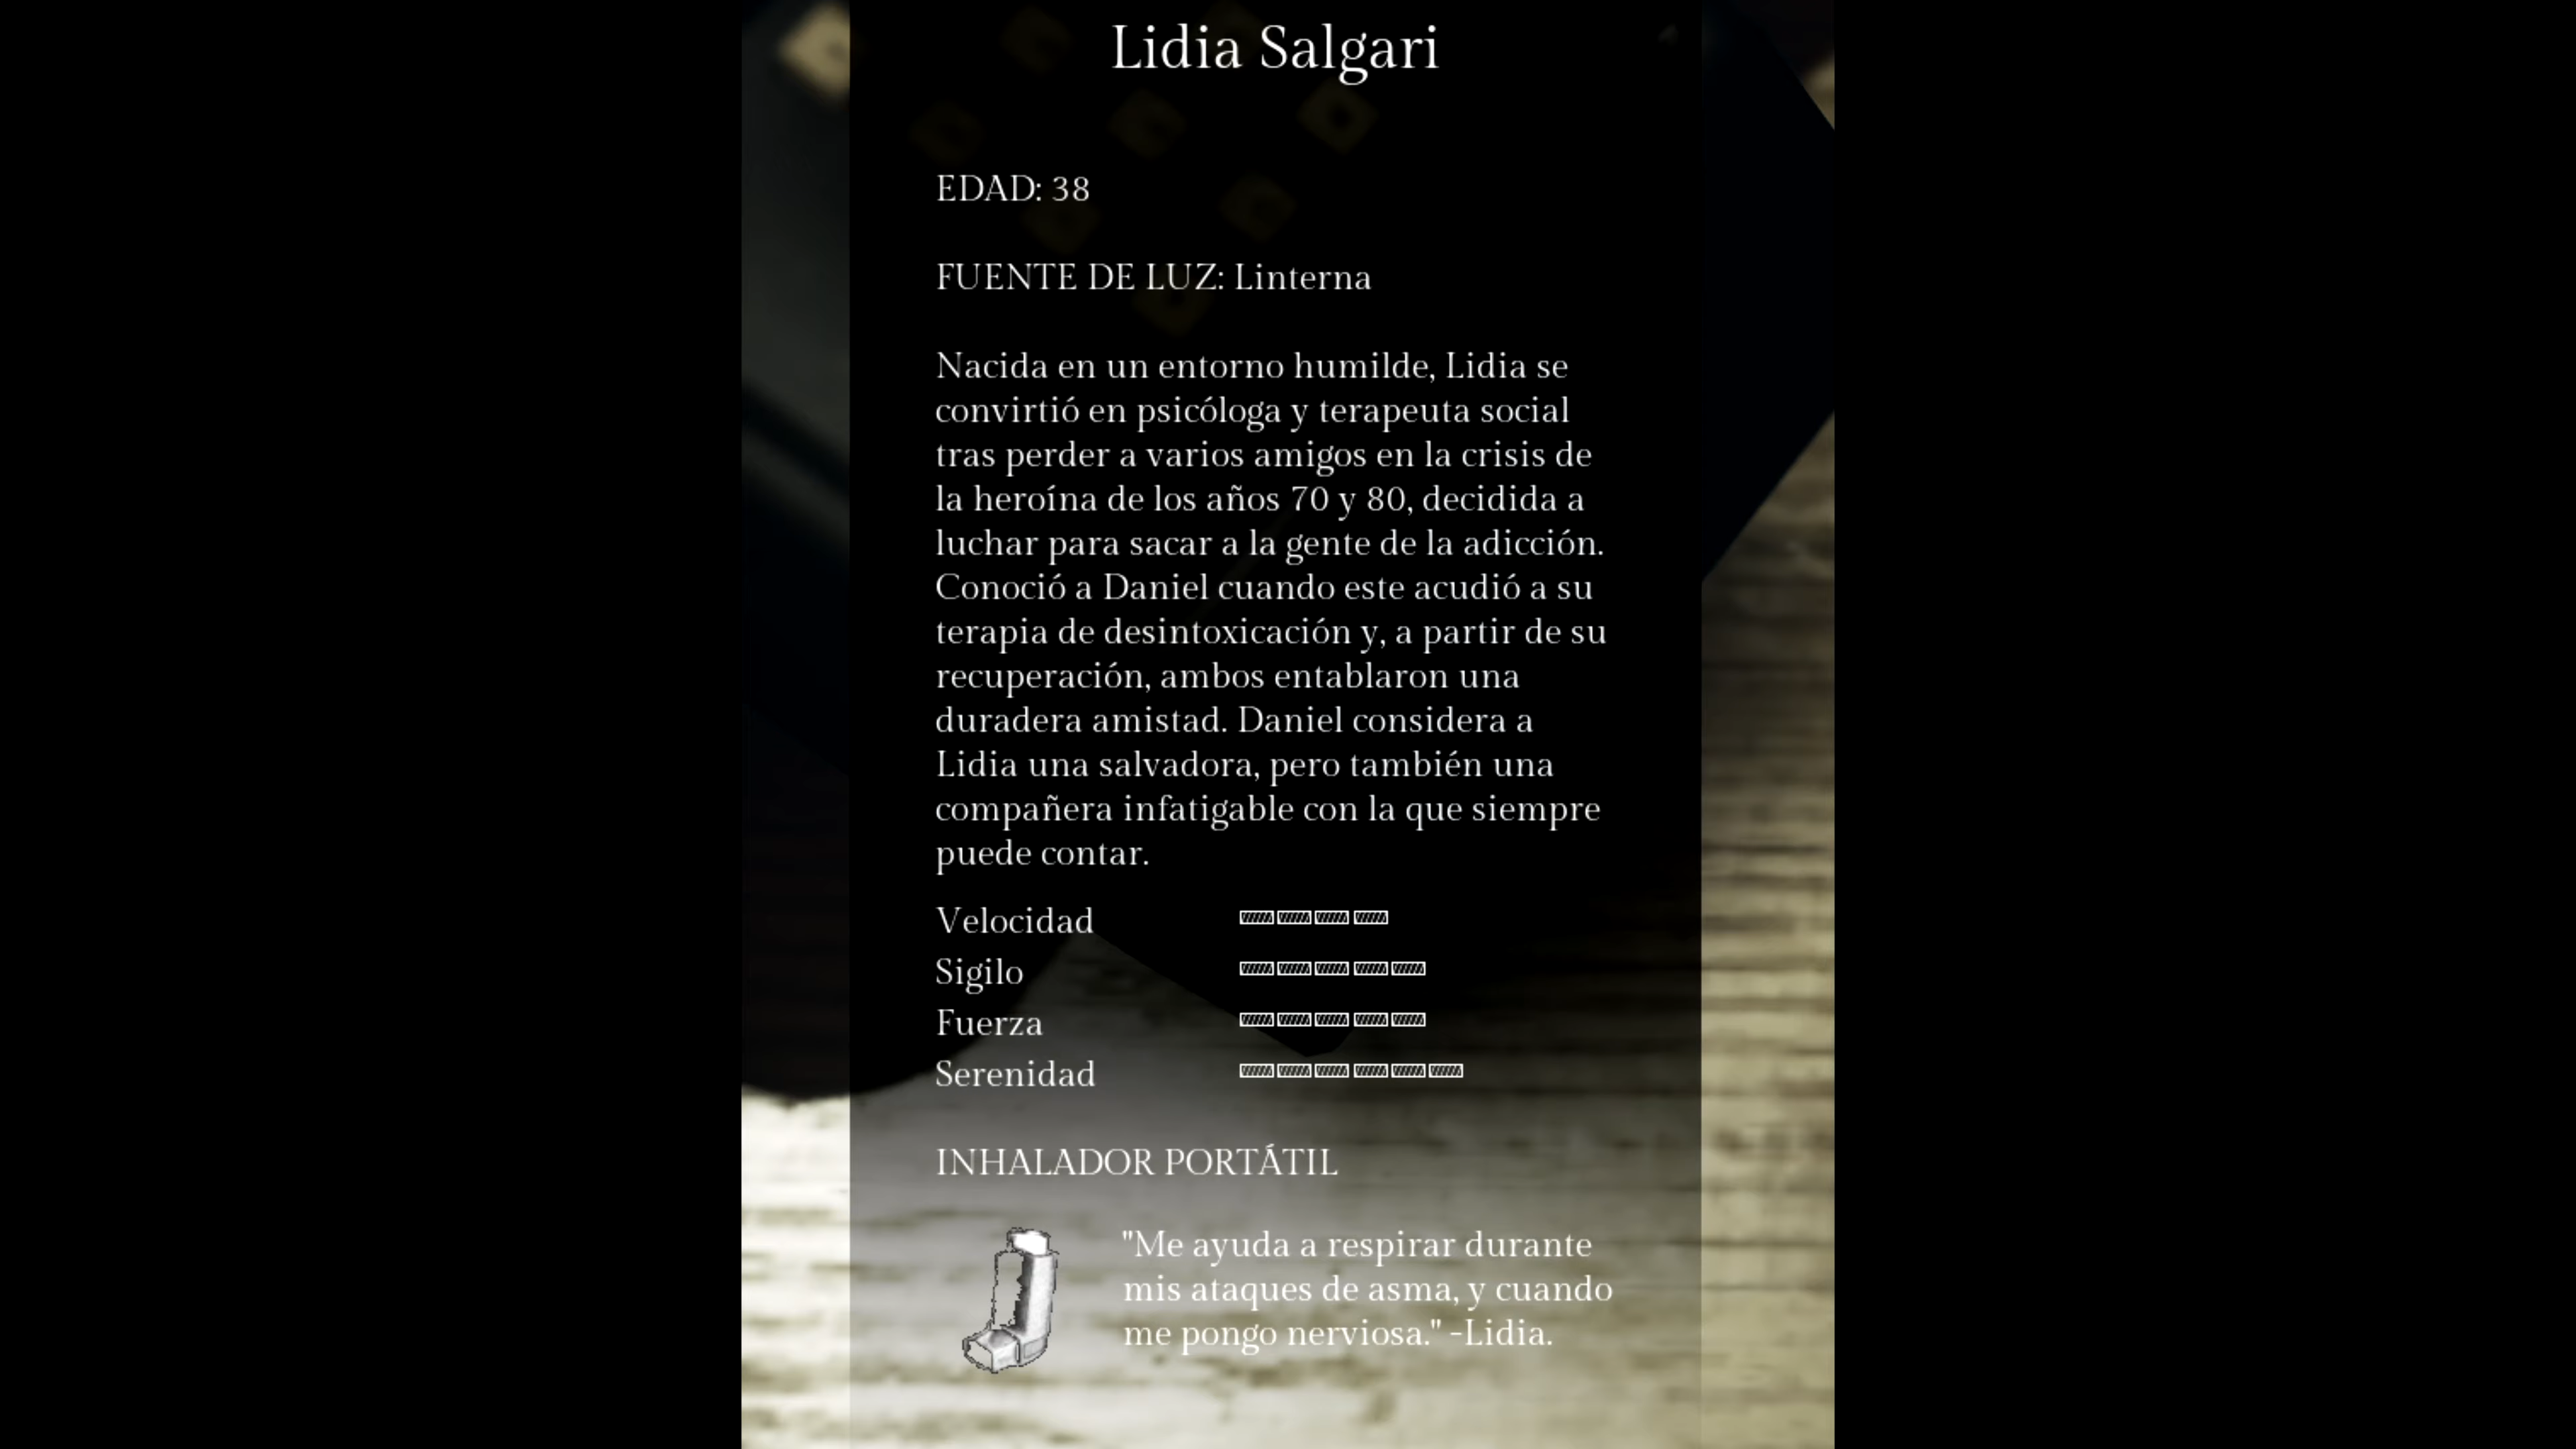 Lidia Salgari
EDAD: 38
FUENTE DE LUZ: Linterna
Nacida en un entorno humilde, Lidia se
convirtió en psicóloga y terapeuta social
tras perder a varios amigos en la crisis de
la heroína de los años 70 y 80, decidida a
luchar para sacar a la gente de la adicción.
Conoció a Daniel cuando este acudió a su
terapia de desintoxicación y, a partir de su
recuperación, ambos entablaron una
duradera amistad. Daniel considera a
Lidia una salvadora, pero también una
compañera infatigable con la que siempre
puede contar.
Velocidad
Sigilo
Fuerza
Serenidad
INHALADOR PORTÁTIL
"Me ayuda a respirar durante
mis ataques de asma, y cuando
me pongo nerviosa." -Lidia.